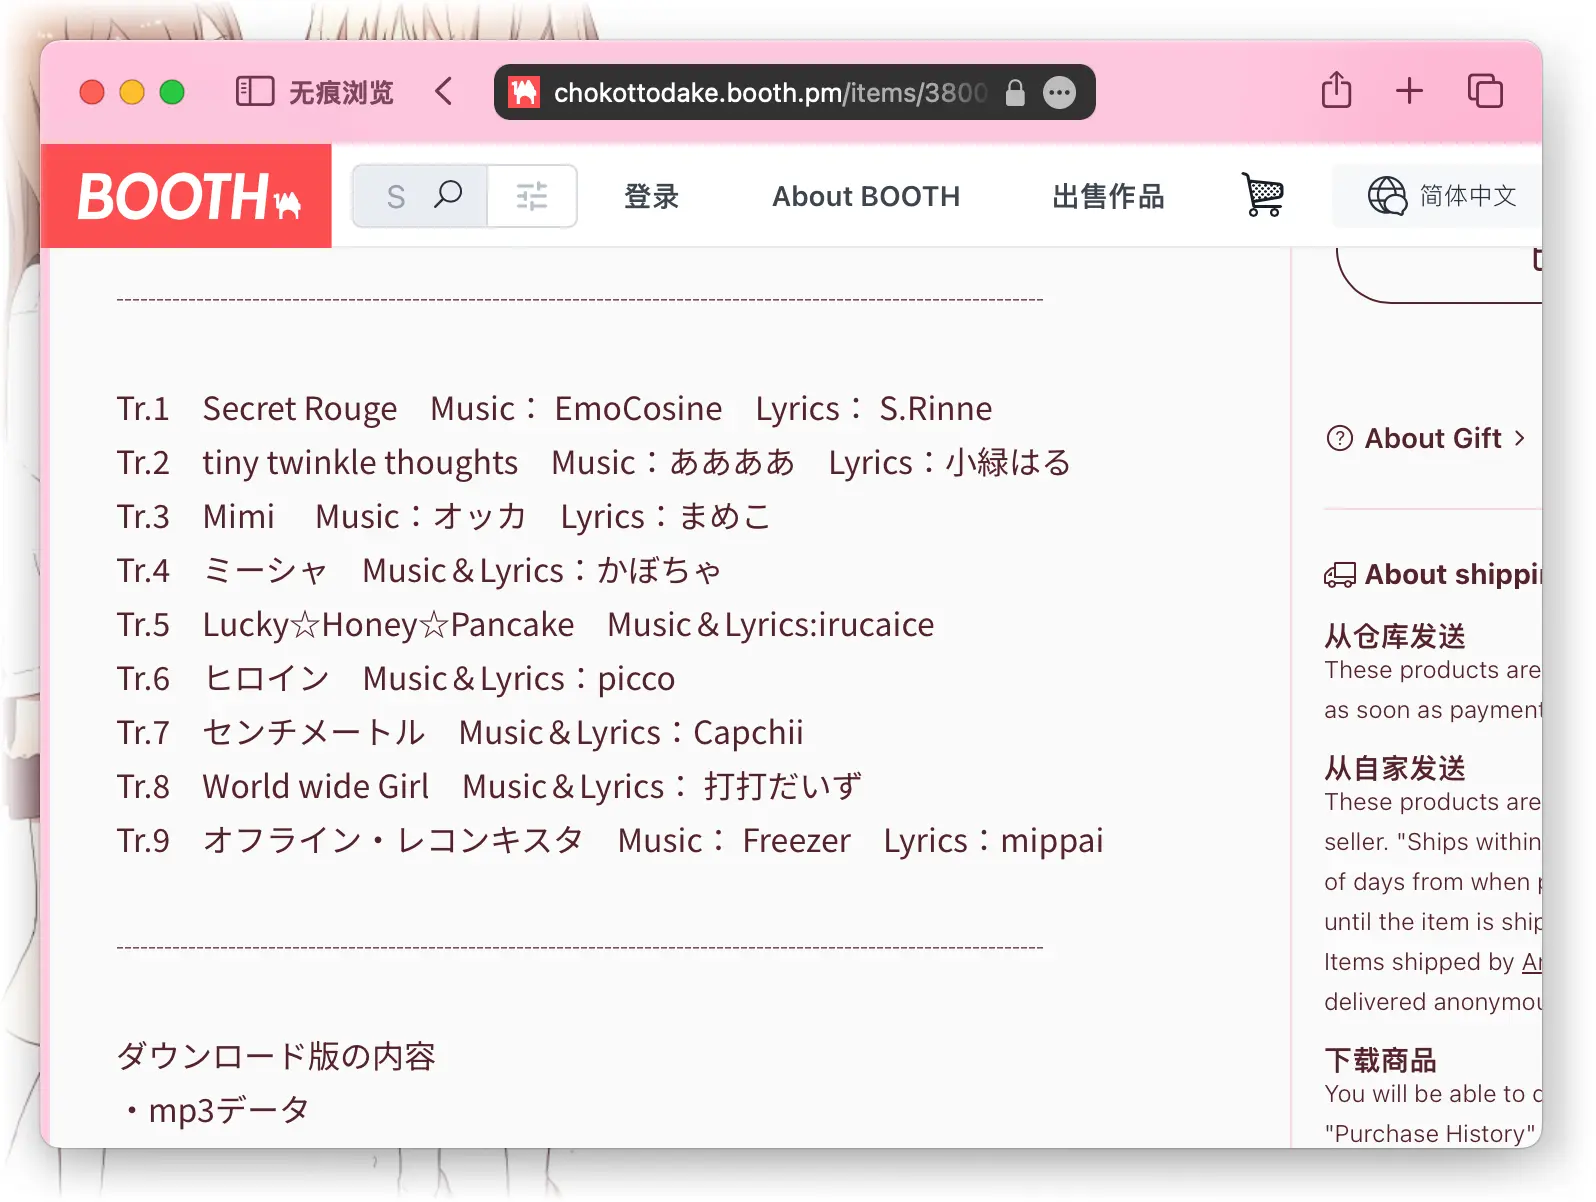 无痕浏览
chokottodake.booth.pm/items/3800
BOOTH
S
登录
About BOOTH
出售作品
简体中文
Tr.1　Secret Rouge　Music： EmoCosine　Lyrics： S.Rinne
Tr.2　tiny twinkle thoughts　Music：ああああ　Lyrics：小緑はる
Tr.3　Mimi　Music：オッカ　Lyrics：まめこ
Tr.4　ミーシャ　Music＆Lyrics：かぼちゃ
Tr.5　Lucky☆Honey☆Pancake　Music＆Lyrics:irucaice
Tr.6　ヒロイン　Music＆Lyrics：picco
Tr.7　センチメートル　Music＆Lyrics：Capchii
Tr.8　World wide Girl　Music＆Lyrics： 打打だいず
Tr.9　オフライン・レコンキスタ　Music： Freezer　Lyrics：mippai
ダウンロード版の内容
・mp3データ
About Gift
About shippin
从仓库发送
These products are
as soon as payment
从自家发送
These products are
seller. "Ships within
of days from when
until the item is ship
Items shipped by
delivered anonymou
下载商品
You will be able to
"Purchase History"